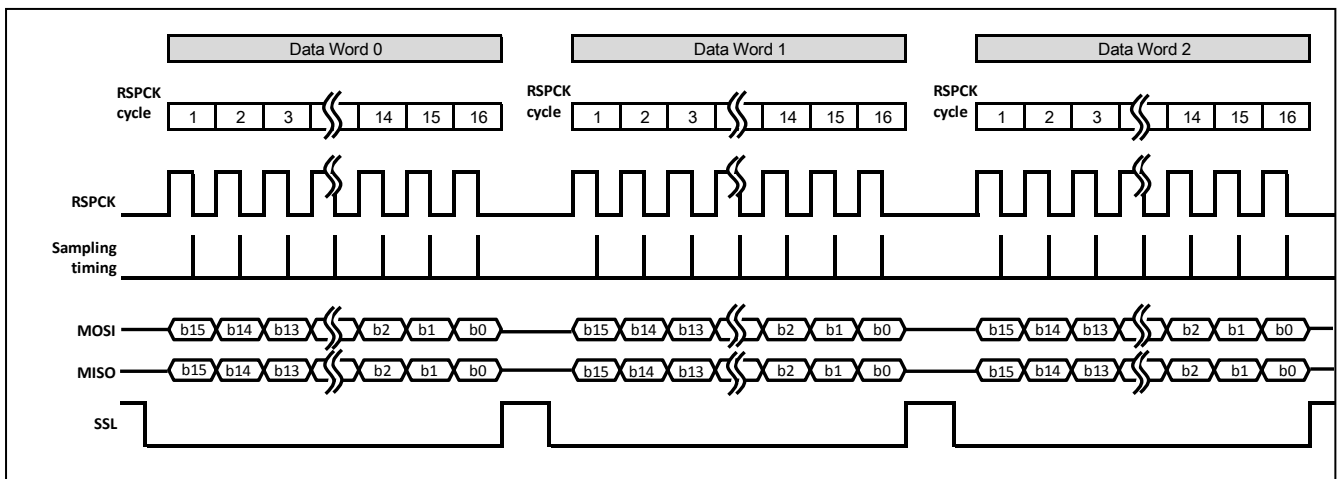 Data Word 0 Data Word 1 Data Word 2
RSPCK cycle 1 2 3 14 15 16 RSPCK cycle 1 2 3 14 15 16 RSPCK cycle 1 2 3 14 15 16
RSPCK
Sampling
timing
MOSI b15 b14 b13 b2 b1 b0 b15 b14 b13 b2 b1 b0 b15 b14 b13 b2 b1 b0
MISO b15 b14 b13 b2 b1 b0 b15 b14 b13 b2 b1 b0 b15 b14 b13 b2 b1 b0
SSL